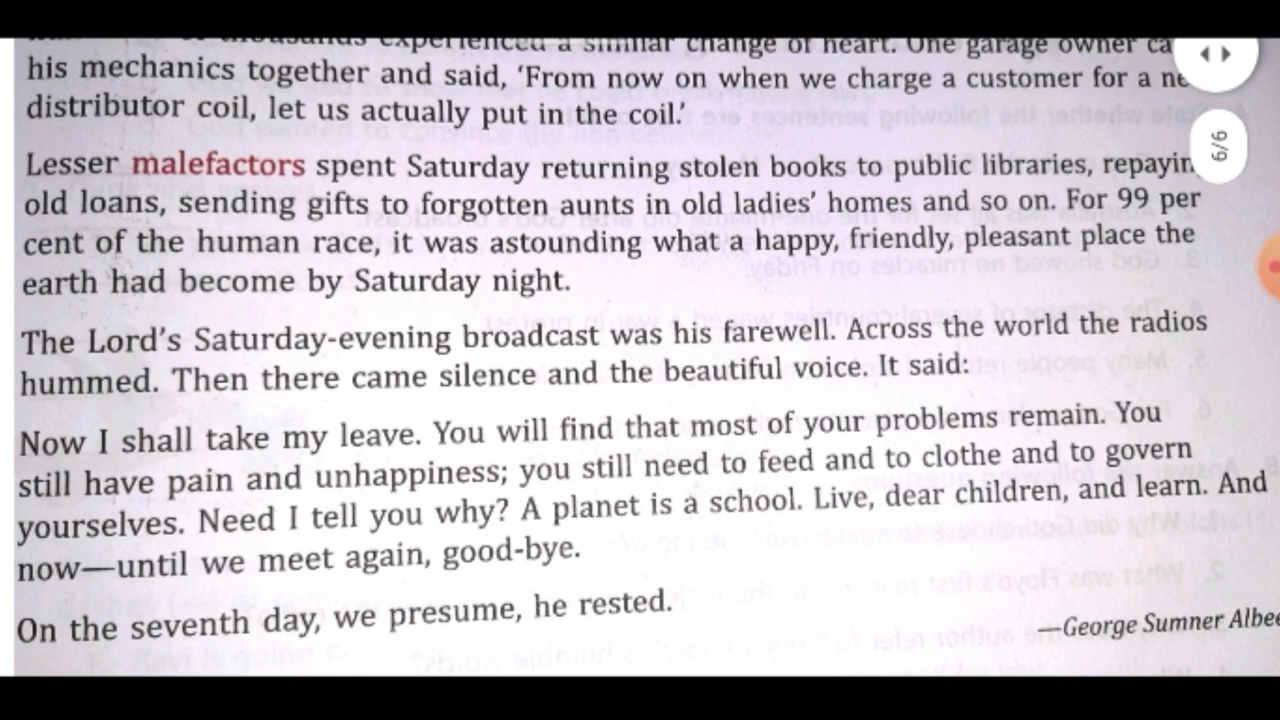 thousands experienced a similar change of heart. One garage owner ca
his mechanics together and said, ‘From now on when we charge a customer for a ne
distributor coil, let us actually put in the coil.’
Lesser malefactors spent Saturday returning stolen books to public libraries, repayin
old loans, sending gifts to forgotten aunts in old ladies’ homes and so on. For 99 per
cent of the human race, it was astounding what a happy, friendly, pleasant place the
earth had become by Saturday night.
The Lord’s Saturday-evening broadcast was his farewell. Across the world the radios
hummed. Then there came silence and the beautiful voice. It said:
Now I shall take my leave. You will find that most of your problems remain. You
still have pain and unhappiness; you still need to feed and to clothe and to govern
yourselves. Need I tell you why? A planet is a school. Live, dear children, and learn. And
now—until we meet again, good-bye.
On the seventh day, we presume, he rested.
—George Sumner Albee
6/6